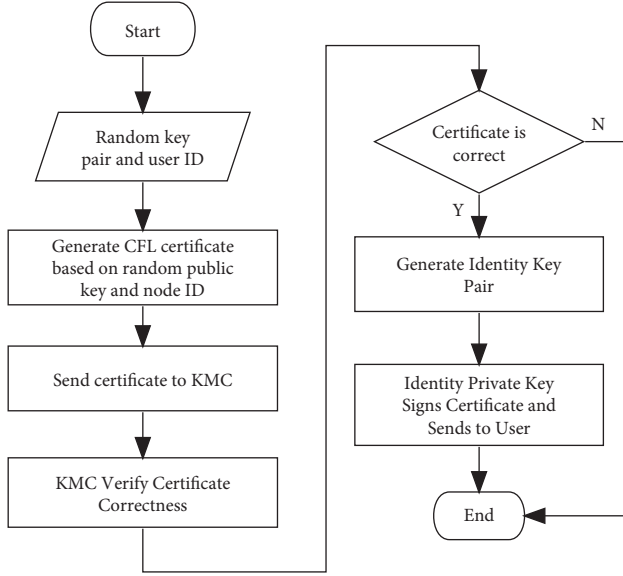 Start
Random key
pair and user ID
Generate CFL certificate
based on random public
key and node ID
Send certificate to KMC
KMC Verify Certificate
Correctness
Certificate is
correct
N
Y
Generate Identity Key
Pair
Identity Private Key
Signs Certificate and
Sends to User
End